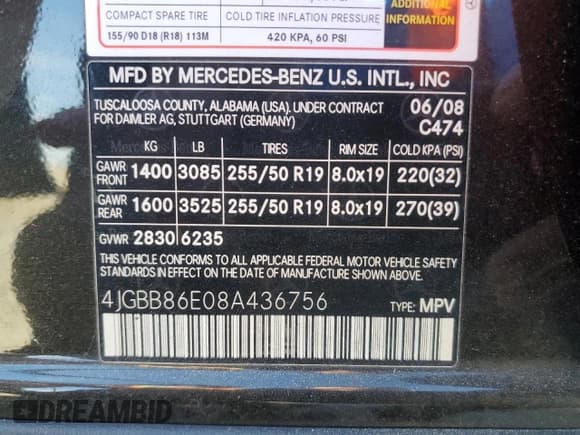 COMPACT SPARE TIRE COLD TIRE INFLATION PRESSURE
155/90 D18 (R18) 113M 420 KPA, 60 PSI
ADDITIONAL
MFD BY MERCEDES-BENZ U.S. INTL., INC
TUSCALOOSA COUNTY, ALABAMA (USA). UNDER CONTRACT 06/08
FOR DAIMLER AG, STUTTGART (GERMANY) C474
KG LB TIRES RIM SIZE COLD KPA (PSI)
GAWR FRONT 1400 3085 255/50 R19 8.0x19 220(32)
GAWR REAR 1600 3525 255/50 R19 8.0x19 270(39)
GVWR 2830 6235
THIS VEHICLE CONFORMS TO ALL APPLICABLE FEDERAL MOTOR VEHICLE SAFETY
STANDARDS IN EFFECT ON THE DATE OF MANUFACTURE SHOWN ABOVE.
4JGBB86E08A436756 TYPE: MPV
DREAMBID